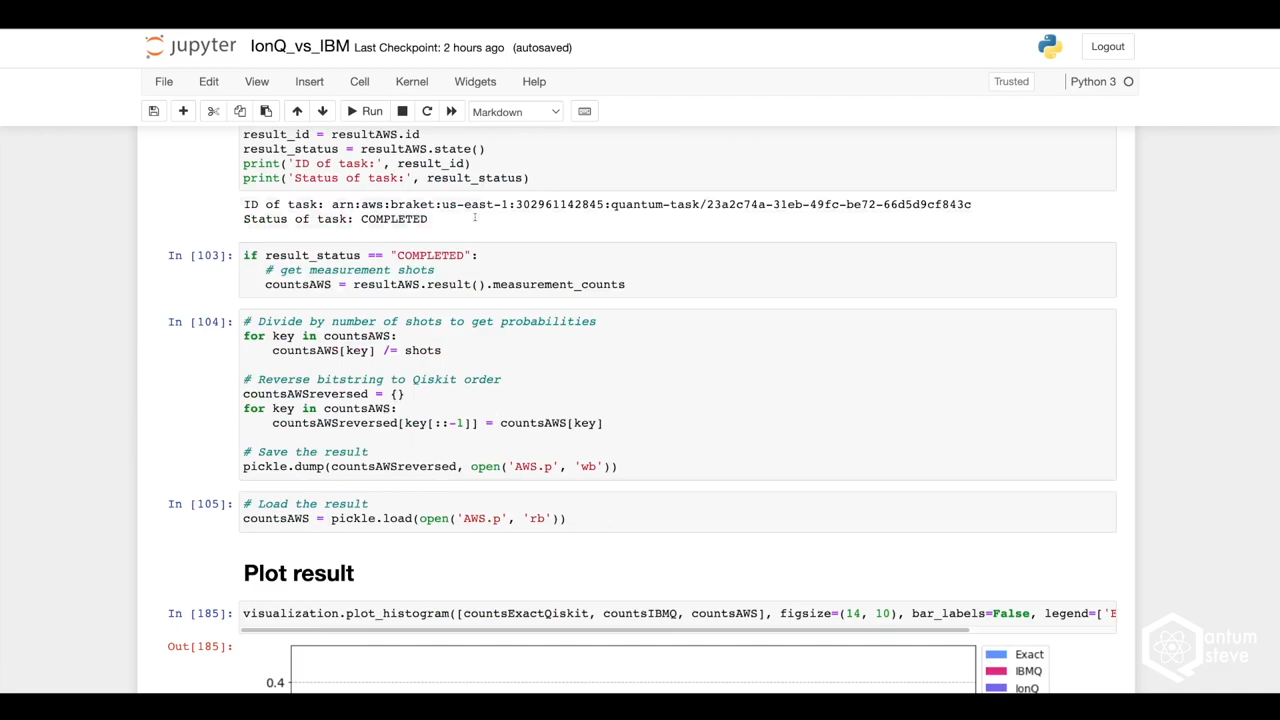 jupyter IonQ_vs_IBM Last Checkpoint: 2 hours ago (autosaved) Logout
File Edit View Insert Cell Kernel Widgets Help Trusted Python 3
Run Markdown
result_id = resultAWS.id
result_status = resultAWS.state()
print('ID of task:', result_id)
print('Status of task:', result_status)
ID of task: arn:aws:braket:us-east-1:302961142845:quantum-task/23a2c74a-31eb-49fc-be72-66d5d9cf843c
Status of task: COMPLETED
In [103]: if result_status == "COMPLETED":
# get measurement shots
countsAWS = resultAWS.result().measurement_counts
In [104]: # Divide by number of shots to get probabilities
for key in countsAWS:
countsAWS[key] /= shots
# Reverse bitstring to Qiskit order
countsAWSreversed = {}
for key in countsAWS:
countsAWSreversed[key[::-1]] = countsAWS[key]
# Save the result
pickle.dump(countsAWSreversed, open('AWS.p', 'wb'))
In [105]: # Load the result
countsAWS = pickle.load(open('AWS.p', 'rb'))
Plot result
In [185]: visualization.plot_histogram([countsExactQiskit, countsIBMQ, countsAWS], figsize=(14, 10), bar_labels=False, legend=['E
Out[185]:
Exact
IBMQ
0.4
IonQ
antum
steve